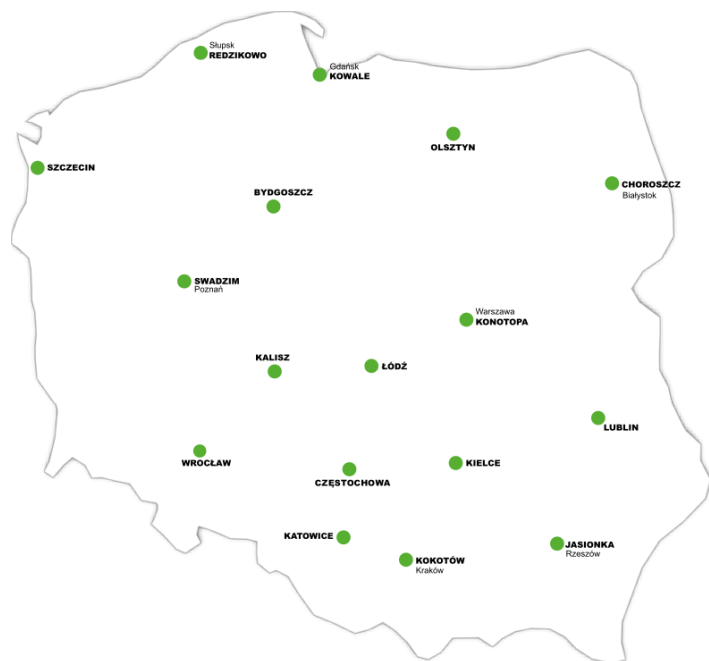 Słupsk
REDZIKOWO
Gdańsk
KOWALE
OLSZTYN
SZCZECIN
CHOROSZCZ
Białystok
BYDGOSZCZ
SWADZIM
Poznań
Warszawa
KONOTOPA
KALISZ
ŁÓDŹ
LUBLIN
WROCŁAW
KIELCE
CZĘSTOCHOWA
KATOWICE
JASIONKA
Rzeszów
KOKOTÓW
Kraków